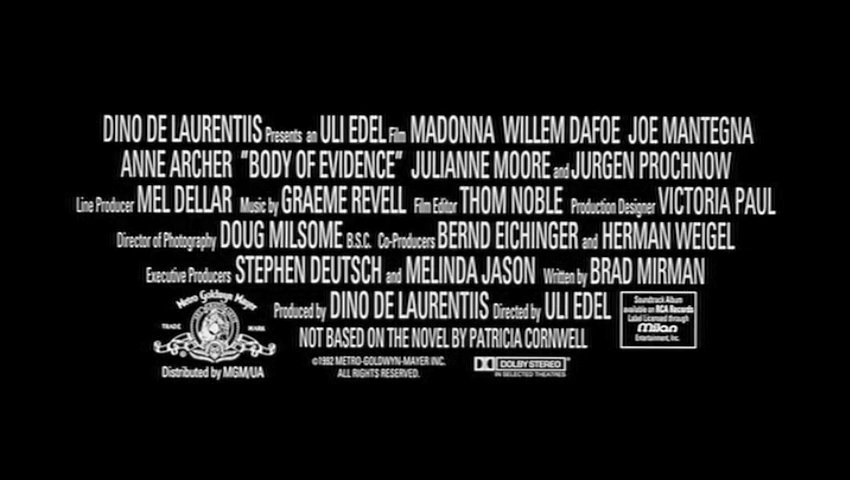 DINO DE LAURENTIIS Presents an ULI EDEL Film MADONNA WILLEM DAFOE JOE MANTEGNA
ANNE ARCHER "BODY OF EVIDENCE" JULIANNE MOORE and JURGEN PROCHNOW
Line Producer MEL DELLAR Music by GRAEME REVELL Film Editor THOM NOBLE Production Designer VICTORIA PAUL
Director of Photography DOUG MILSOME B.S.C. Co-Producers BERND EICHINGER and HERMAN WEIGEL
Executive Producers STEPHEN DEUTSCH and MELINDA JASON Written by BRAD MIRMAN
Produced by DINO DE LAURENTIIS Directed by ULI EDEL
NOT BASED ON THE NOVEL BY PATRICIA CORNWELL
Metro Goldwyn Mayer
TRADE MARK
Distributed by MGM/UA
©1992 METRO-GOLDWYN-MAYER INC.
ALL RIGHTS RESERVED.
DOLBY STEREO
IN SELECTED THEATRES
Soundtrack Album
available on RCA Records
Label Licensed through
milan
Entertainment, Inc.